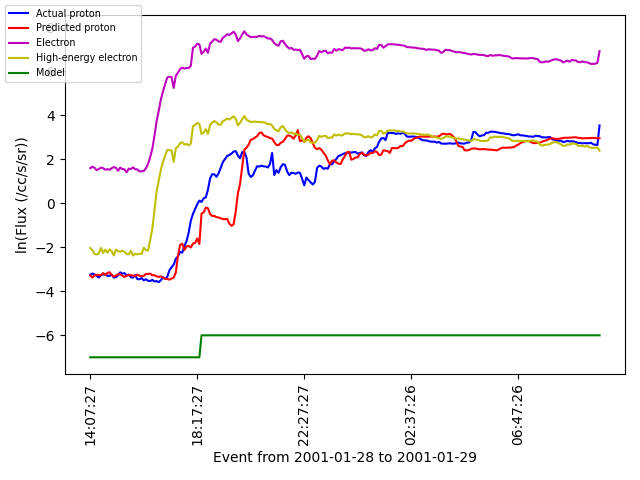 Actual proton
Predicted proton
Electron
High-energy electron
Model
4
2
0
−2
−4
−6
ln(Flux (/cc/s/sr))
14:07:27
18:17:27
22:27:27
02:37:26
06:47:26
Event from 2001-01-28 to 2001-01-29